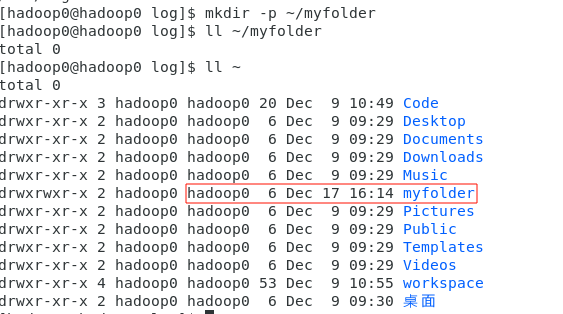 [hadoop0@hadoop0 log]$ mkdir -p ~/myfolder
[hadoop0@hadoop0 log]$ ll ~/myfolder
total 0
[hadoop0@hadoop0 log]$ ll ~
total 0
drwxr-xr-x 3 hadoop0 hadoop0 20 Dec  9 10:49 Code
drwxr-xr-x 2 hadoop0 hadoop0  6 Dec  9 09:29 Desktop
drwxr-xr-x 2 hadoop0 hadoop0  6 Dec  9 09:29 Documents
drwxr-xr-x 2 hadoop0 hadoop0  6 Dec  9 09:29 Downloads
drwxr-xr-x 2 hadoop0 hadoop0  6 Dec  9 09:29 Music
drwxrwxr-x 2 hadoop0 hadoop0  6 Dec 17 16:14 myfolder
drwxr-xr-x 2 hadoop0 hadoop0  6 Dec  9 09:29 Pictures
drwxr-xr-x 2 hadoop0 hadoop0  6 Dec  9 09:29 Public
drwxr-xr-x 2 hadoop0 hadoop0  6 Dec  9 09:29 Templates
drwxr-xr-x 2 hadoop0 hadoop0  6 Dec  9 09:29 Videos
drwxr-xr-x 4 hadoop0 hadoop0 53 Dec  9 10:55 workspace
drwxr-xr-x 2 hadoop0 hadoop0  6 Dec  9 09:30 桌面